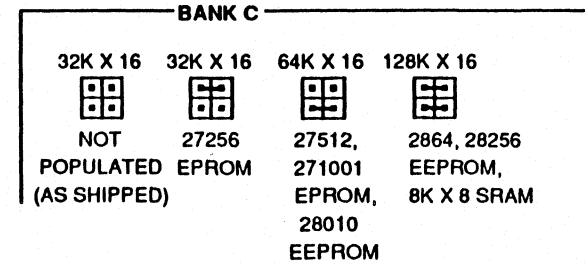 BANK C
32K X 16 32K X 16 64K X 16 128K X 16
NOT
POPULATED
(AS SHIPPED)
27256
EPROM
27512,
271001
EPROM,
28010
EEPROM
2864, 28256
EEPROM,
8K X 8 SRAM